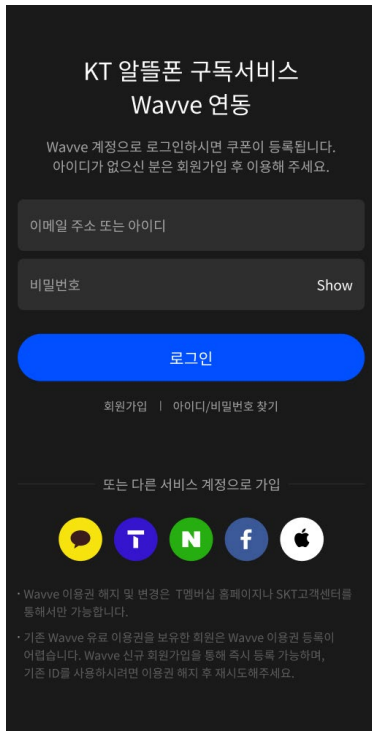 KT 알뜰폰 구독서비스
Wavve 연동
Wavve 계정으로 로그인하시면 쿠폰이 등록됩니다.
아이디가 없으신 분은 회원가입 후 이용해 주세요.
이메일 주소 또는 아이디
비밀번호 Show
로그인
회원가입 | 아이디/비밀번호 찾기
또는 다른 서비스 계정으로 가입
T N f
• Wavve 이용권 해지 및 변경은 T멤버십 홈페이지나 SKT고객센터를
통해서만 가능합니다.
• 기존 Wavve 유료 이용권을 보유한 회원은 Wavve 이용권 등록이
어렵습니다. Wavve 신규 회원가입을 통해 즉시 등록 가능하며,
기존 ID를 사용하시려면 이용권 해지 후 재시도해주세요.